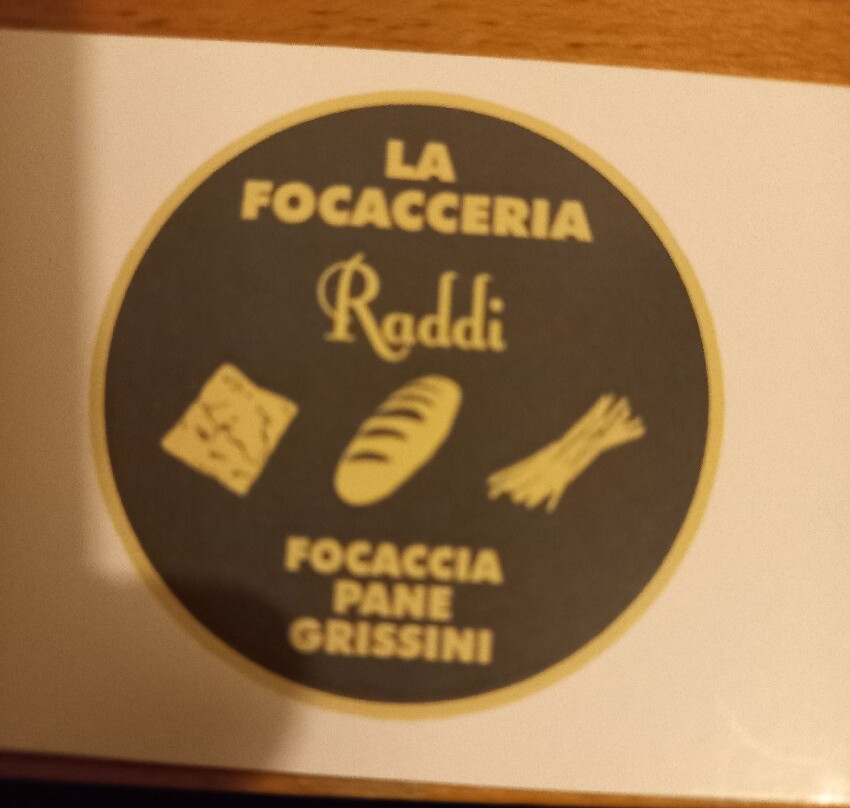 LA
FOCACCERIA
Raddi
FOCACCIA
PANE
GRISSINI